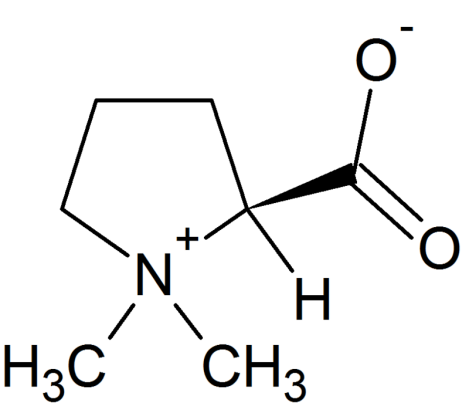 O-
O
N+
H
H3C
CH3